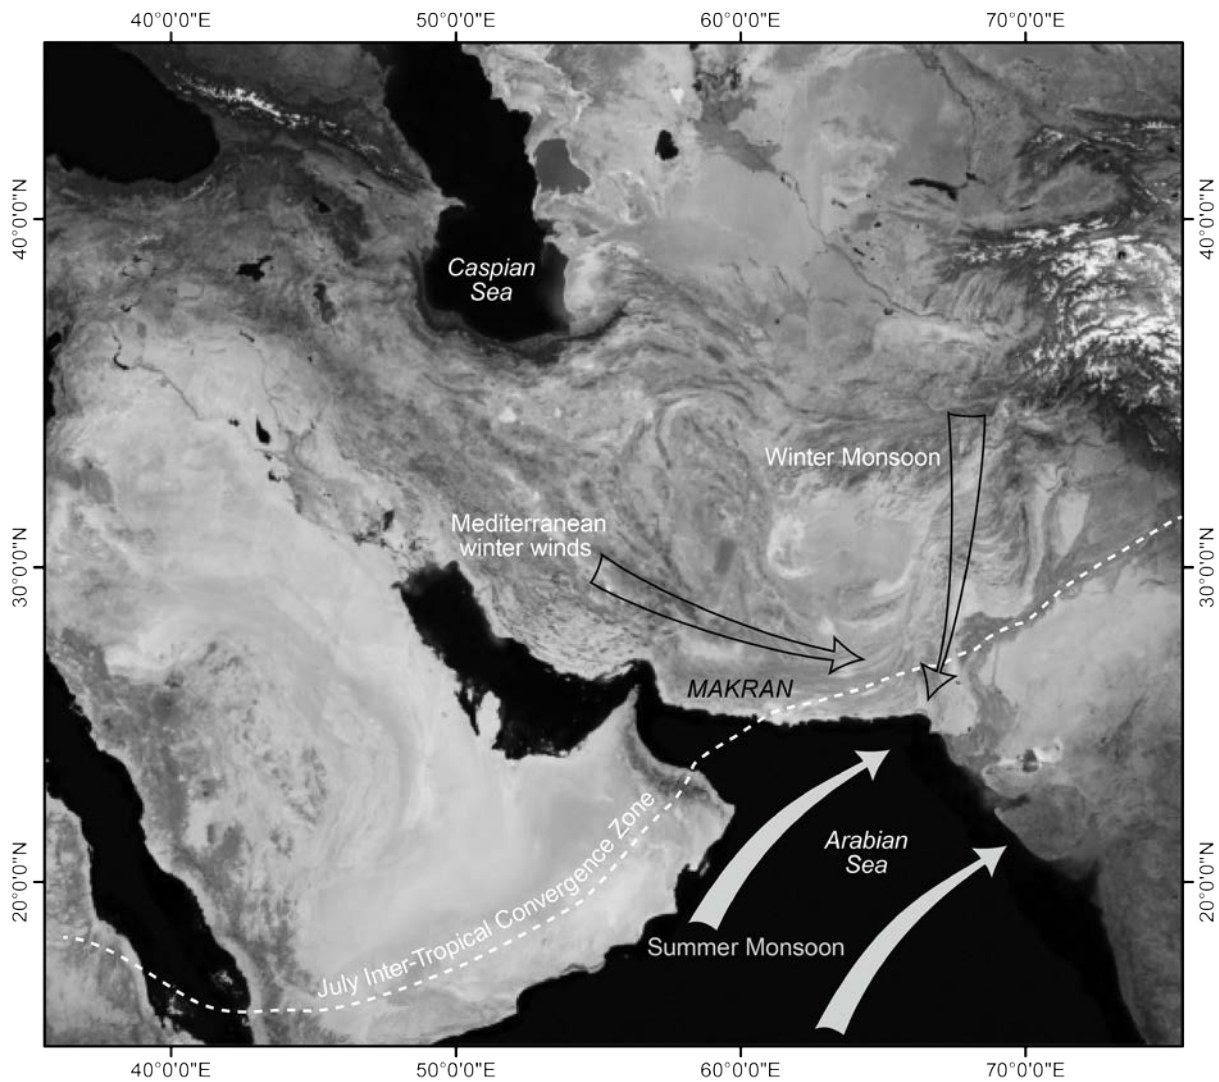 40°0'0"E
50°0'0"E
60°0'0"E
70°0'0"E
40°0'0"N
40°0'0"N
Caspian
Sea
Winter Monsoon
Mediterranean
winter winds
30°0'0"N
30°0'0"N
MAKRAN
July Inter-Tropical Convergence Zone
Arabian
Sea
20°0'0"N
20°0'0"N
Summer Monsoon
40°0'0"E
50°0'0"E
60°0'0"E
70°0'0"E